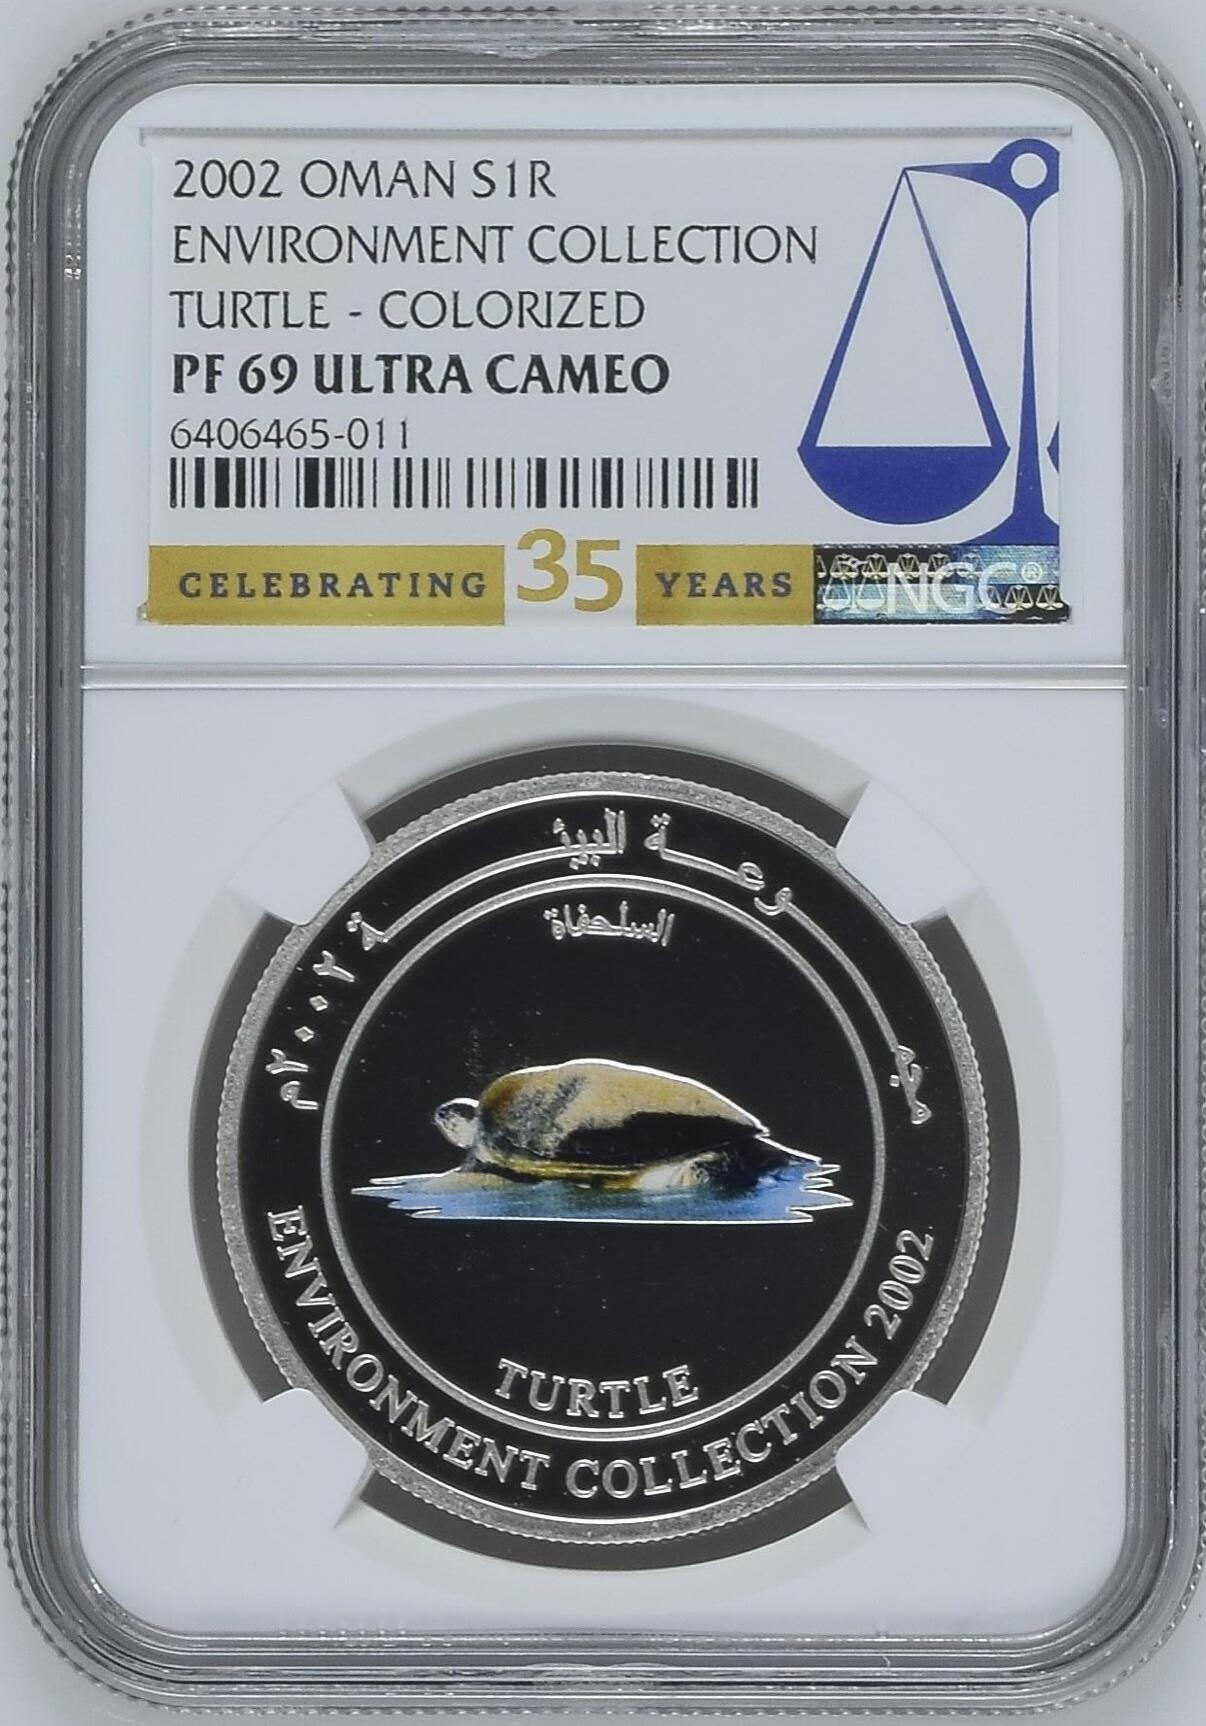 2002 OMAN S1R
ENVIRONMENT COLLECTION
TURTLE - COLORIZED
PF 69 ULTRA CAMEO
6406465-011
CELEBRATING 35 YEARS
NGC®
مجموعة البيئة ٢٠٠٢م
السلحفاة
TURTLE
ENVIRONMENT COLLECTION 2002